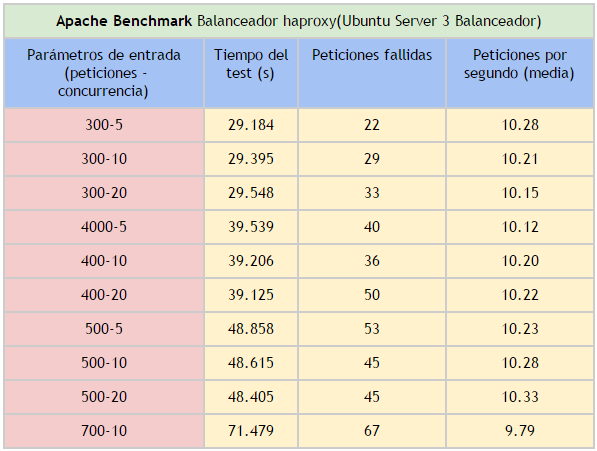 Apache Benchmark Balanceador haproxy(Ubuntu Server 3 Balanceador)
Parámetros de entrada (peticiones - concurrencia) Tiempo del test (s) Peticiones fallidas Peticiones por segundo (media)
300-5 29.184 22 10.28
300-10 29.395 29 10.21
300-20 29.548 33 10.15
4000-5 39.539 40 10.12
400-10 39.206 36 10.20
400-20 39.125 50 10.22
500-5 48.858 53 10.23
500-10 48.615 45 10.28
500-20 48.405 45 10.33
700-10 71.479 67 9.79